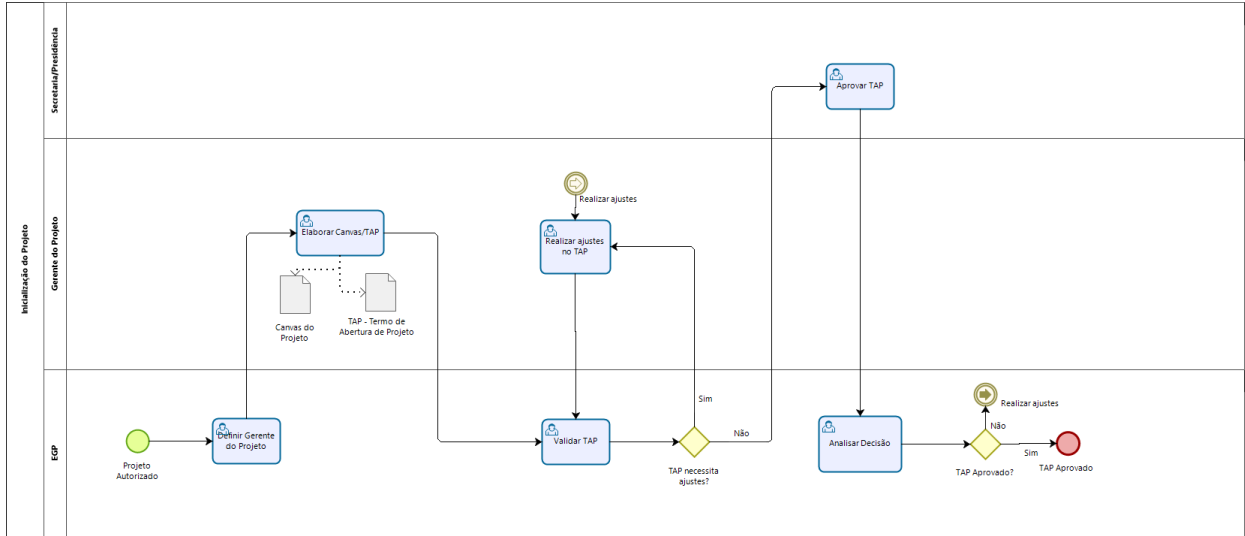 Inicialização do Projeto
Secretaria/Presidência
Aprovar TAP
Gerente do Projeto
Realizar ajustes
Elaborar Canvas/TAP
Realizar ajustes
no TAP
Canvas do
Projeto
TAP - Termo de
Abertura de Projeto
EGP
Projeto
Autorizado
Definir Gerente
do Projeto
Validar TAP
Sim
Não
TAP necessita
ajustes?
Analisar Decisão
Realizar ajustes
Não
Sim
TAP Aprovado?
TAP Aprovado